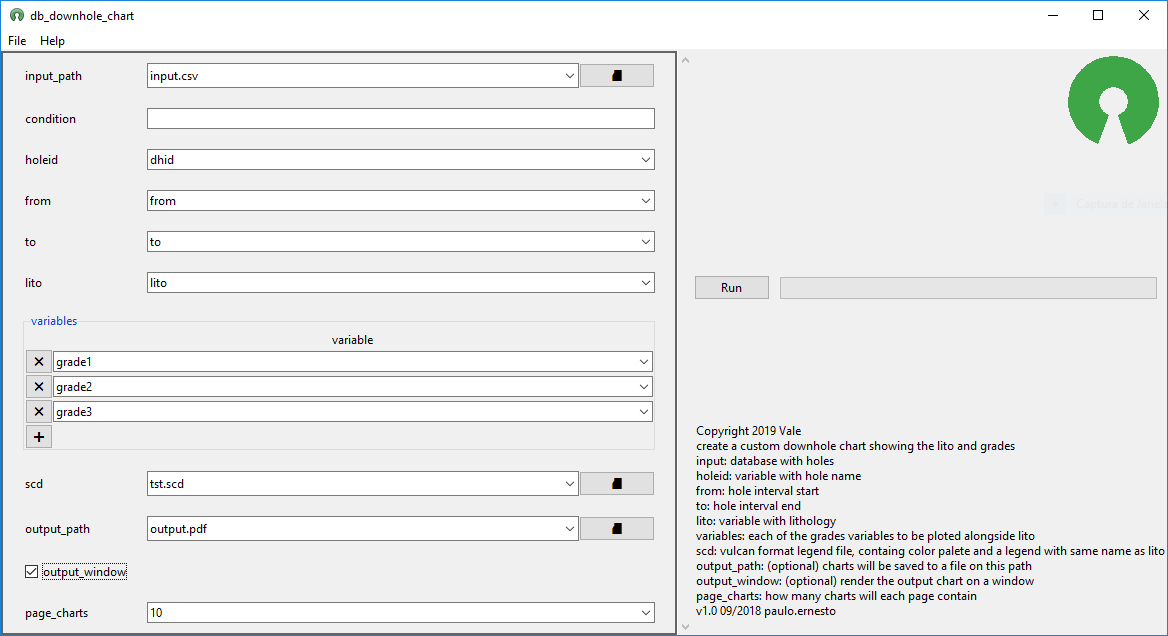 db_downhole_chart
File Help
input_path input.csv
condition
holeid dhid
from from
to to
lito lito
variables
variable
grade1
grade2
grade3
scd tst.scd
output_path output.pdf
output_window
page_charts 10
Captura de Janela
Run
Copyright 2019 Vale
create a custom downhole chart showing the lito and grades
input: database with holes
holeid: variable with hole name
from: hole interval start
to: hole interval end
lito: variable with lithology
variables: each of the grades variables to be ploted alongside lito
scd: vulcan format legend file, containg color palete and a legend with same name as lito
output_path: (optional) charts will be saved to a file on this path
output_window: (optional) render the output chart on a window
page_charts: how many charts will each page contain
v1.0 09/2018 paulo.ernesto